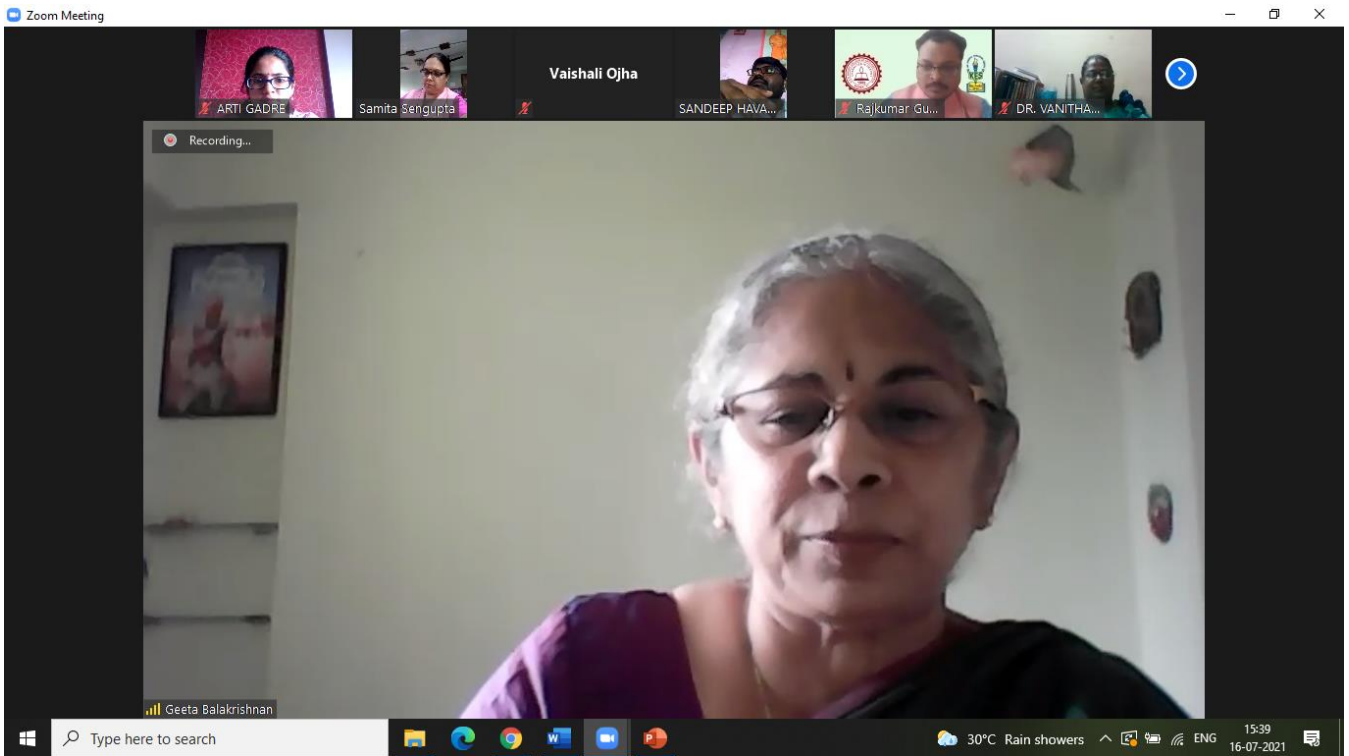 Zoom Meeting
ARTI GADRE
Samita Sengupta
Vaishali Ojha
SANDEEP HAVA...
Rajkumar Gu...
DR. VANITHA...
Recording...
Geeta Balakrishnan
Type here to search
30°C Rain showers
ENG
15:39
16-07-2021